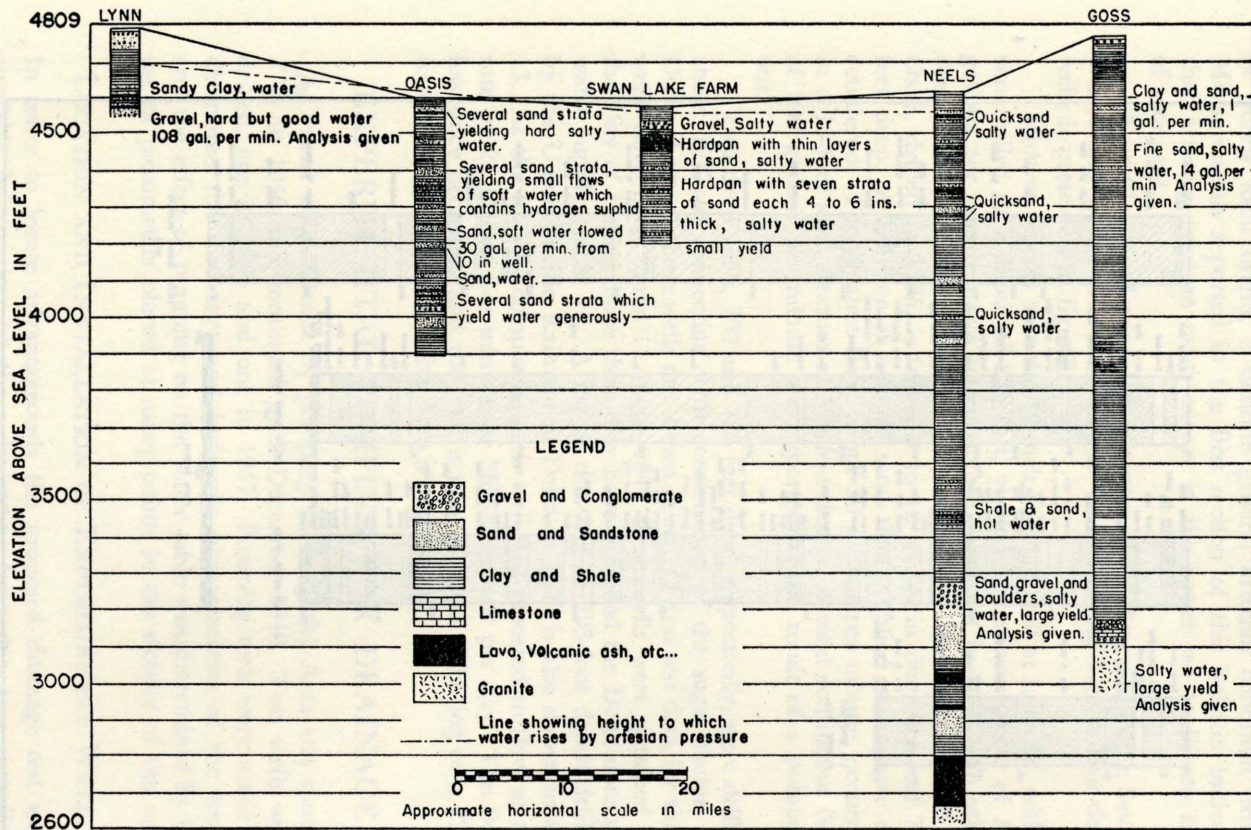 LYNN
GOSS
OASIS
SWAN LAKE FARM
NEELS
4809
4500
4000
3500
3000
2600
ELEVATION ABOVE SEA LEVEL IN FEET
Sandy Clay, water
Gravel, hard but good water
108 gal. per min. Analysis given
Several sand strata
yielding hard salty
water.
Several sand strata,
yielding small flows
of soft water which
contains hydrogen sulphid
Sand, soft water flowed
30 gal. per min. from
10 in well.
Sand, water.
Several sand strata which
yield water generously
Gravel, Salty water
Hardpan with thin layers
of sand, salty water
Hardpan with seven strata
of sand each 4 to 6 ins.
thick, salty water
small yield
Quicksand
salty water
Quicksand,
salty water
Quicksand,
salty water
Shale & sand,
hot water
Sand, gravel, and
boulders, salty
water, large yield.
Analysis given.
Clay and sand,
salty water, 1
gal. per min.
Fine sand, salty
water, 14 gal. per
min Analysis
given.
Salty water,
large yield
Analysis given
LEGEND
Gravel and Conglomerate
Sand and Sandstone
Clay and Shale
Limestone
Lava, Volcanic ash, etc...
Granite
Line showing height to which
water rises by artesian pressure
0 10 20
Approximate horizontal scale in miles